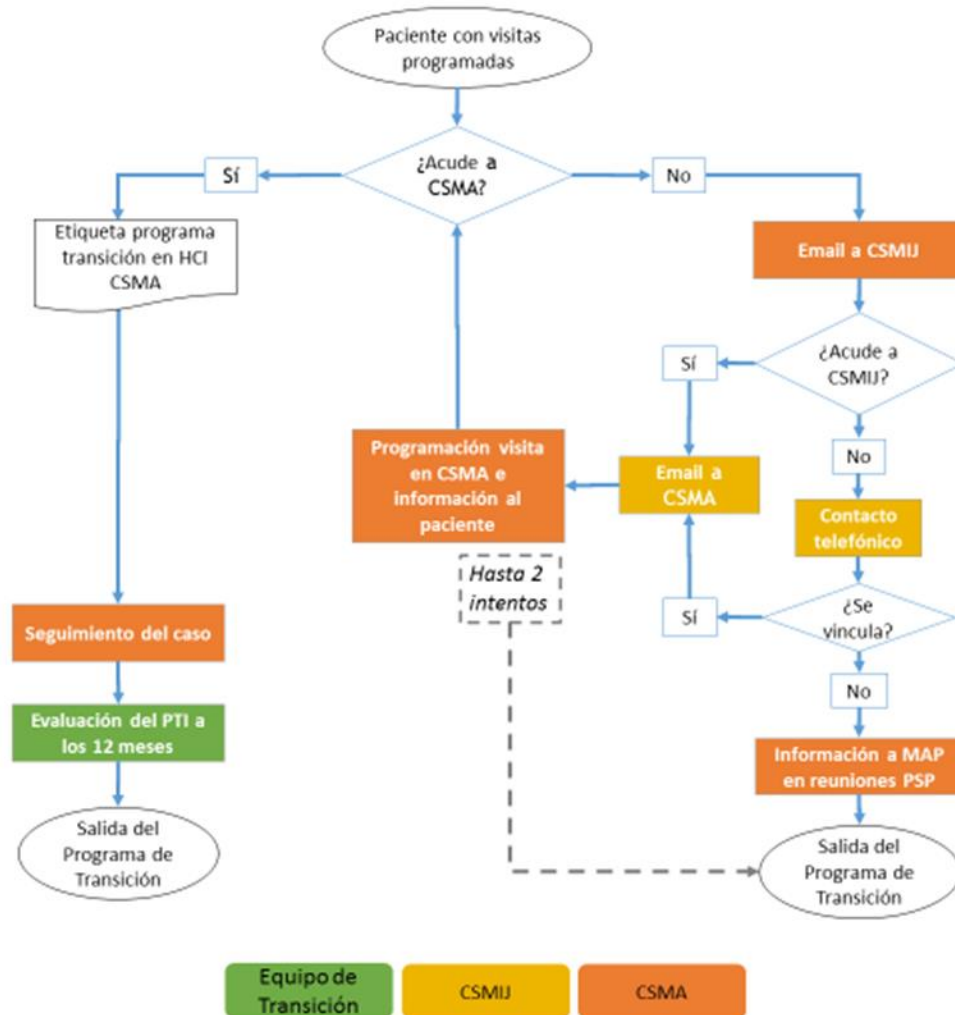 Paciente con visitas
programadas
¿Acude a
CSMA?
Sí
No
Etiqueta programa
transición en HCI
CSMA
Email a CSMIJ
¿Acude a
CSMIJ?
Sí
No
Programación visita
en CSMA e
información al
paciente
Email a
CSMA
Contacto
telefónico
Hasta 2
intentos
¿Se
vincula?
Sí
No
Seguimiento del caso
Evaluación del PTI a
los 12 meses
Información a MAP
en reuniones PSP
Salida del
Programa de
Transición
Salida del
Programa de
Transición
Equipo de
Transición
CSMIJ
CSMA